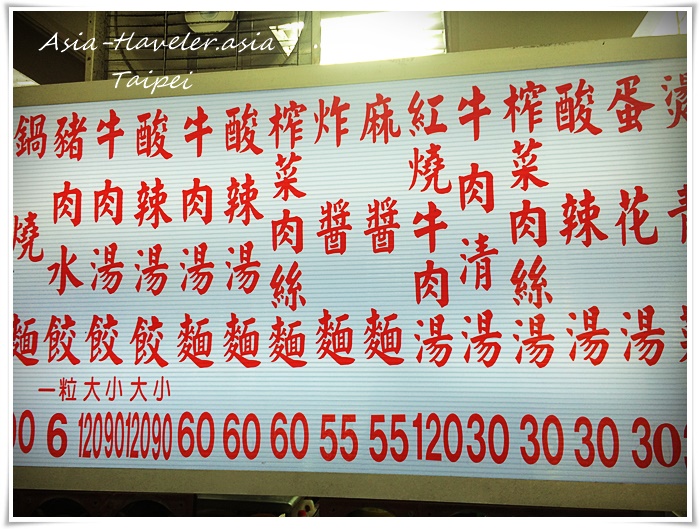 Asia-Traveler.asia
Taipei
鍋燒麵
豬肉水餃 一粒 6
牛肉湯餃 大小 120 90
酸辣湯餃 大小 120 90
牛肉湯麵 60
酸辣湯麵 60
榨菜肉絲麵 60
炸醬麵 55
麻醬麵 55
紅燒牛肉湯 120
牛肉清湯 30
榨菜肉絲湯 30
酸辣湯 30
蛋花湯 30
燙青菜